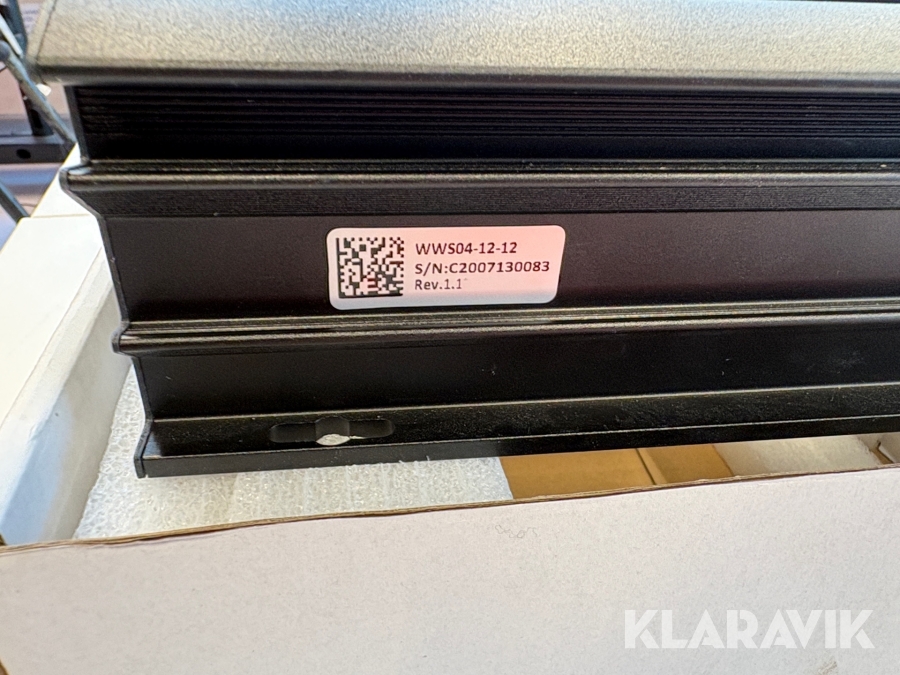 WWS04-12-12
S/N:C2007130083
Rev.1.1
KLARAVIK